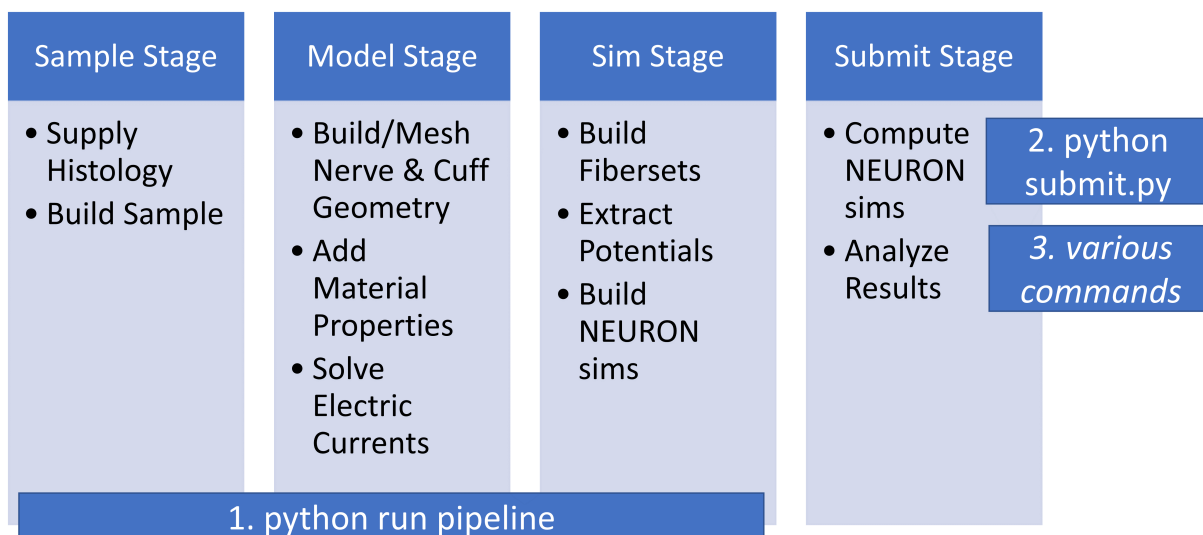 Sample Stage
• Supply
Histology
• Build Sample
Model Stage
• Build/Mesh
Nerve & Cuff
Geometry
• Add
Material
Properties
• Solve
Electric
Currents
Sim Stage
• Build
Fibersets
• Extract
Potentials
• Build
NEURON
sims
Submit Stage
• Compute
NEURON
sims
• Analyze
Results
2. python
submit.py
3. various
commands
1. python run pipeline